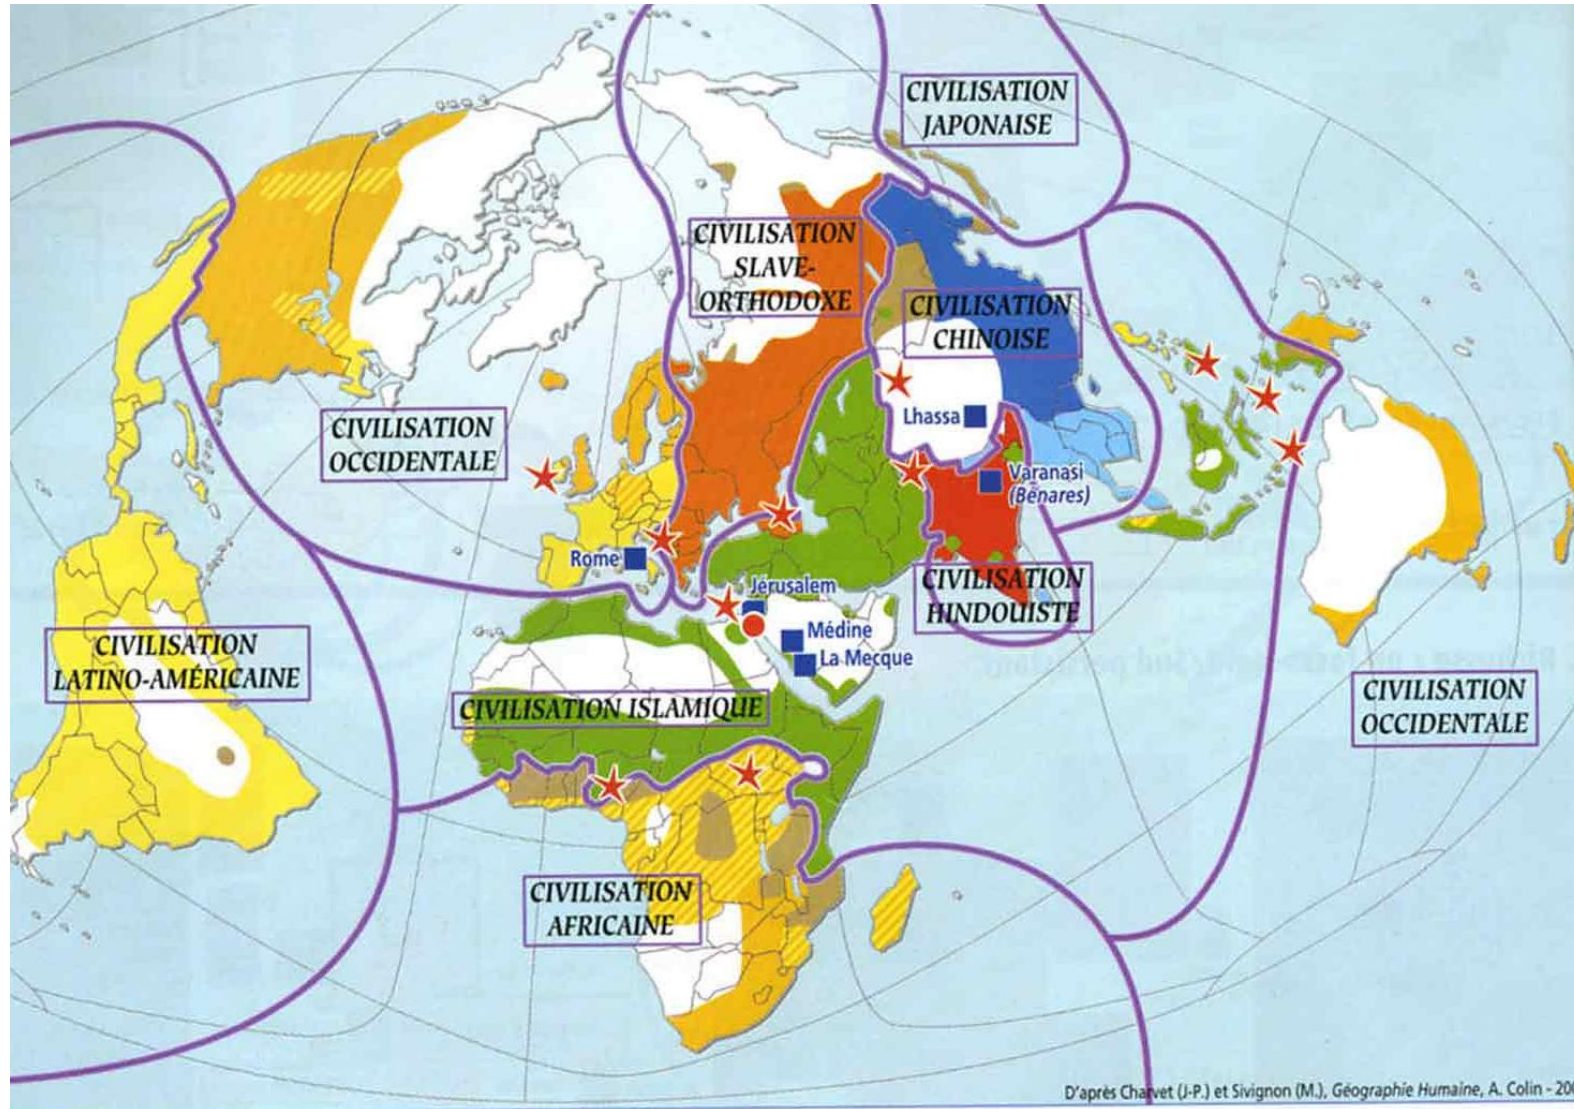 CIVILISATION
JAPONAISE
CIVILISATION
SLAVE-
ORTHODOXE
CIVILISATION
CHINOISE
CIVILISATION
OCCIDENTALE
Lhassa
Varanasi
(Bénares)
Rome
Jérusalem
CIVILISATION
HINDOUISTE
Médine
La Mecque
CIVILISATION
LATINO-AMÉRICAINE
CIVILISATION ISLAMIQUE
CIVILISATION
OCCIDENTALE
CIVILISATION
AFRICAINE
D'après Charvet (J-P.) et Sivignon (M.), Géographie Humaine, A. Colin -